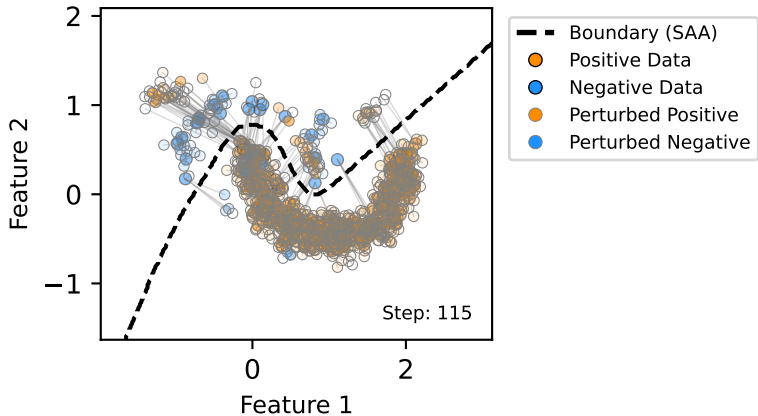 2
1
0
−1
Feature 2
0
2
Feature 1
Step: 115
Boundary (SAA)
Positive Data
Negative Data
Perturbed Positive
Perturbed Negative